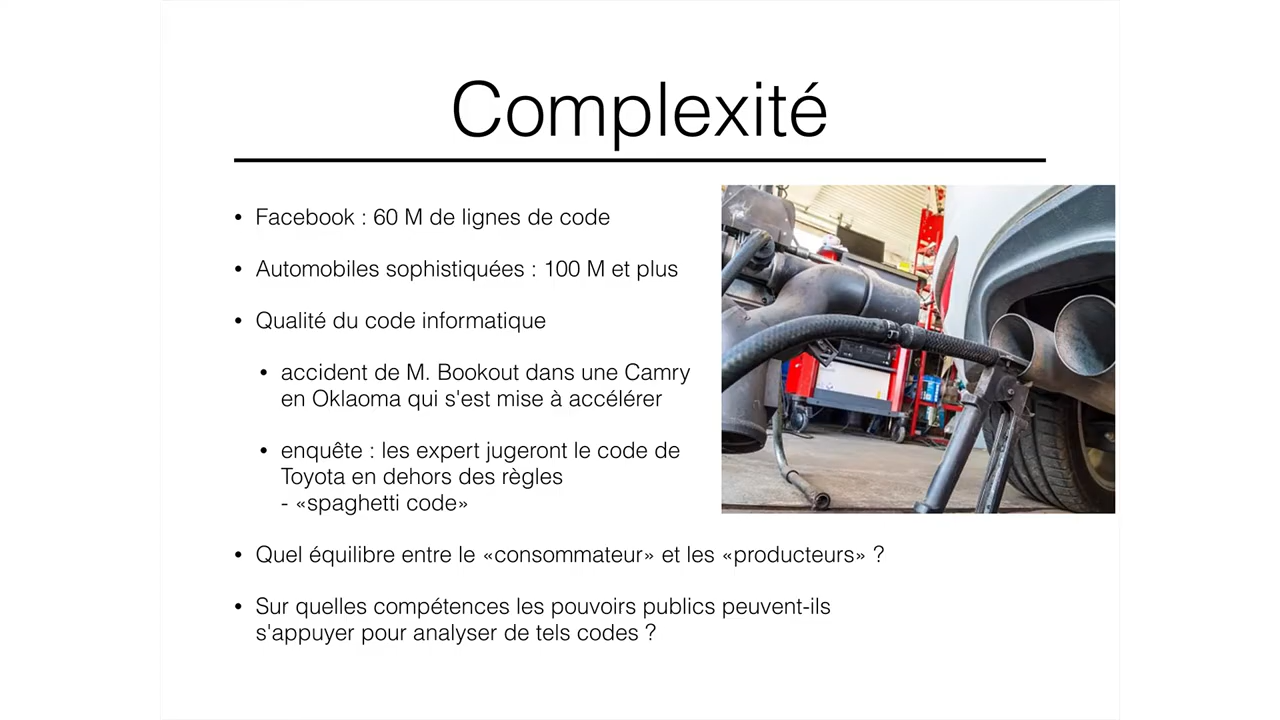 Complexité
• Facebook : 60 M de lignes de code
• Automobiles sophistiquées : 100 M et plus
• Qualité du code informatique
• accident de M. Bookout dans une Camry
en Oklaoma qui s'est mise à accélérer
• enquête : les expert jugeront le code de
Toyota en dehors des règles
- «spaghetti code»
• Quel équilibre entre le «consommateur» et les «producteurs» ?
• Sur quelles compétences les pouvoirs publics peuvent-ils
s'appuyer pour analyser de tels codes ?